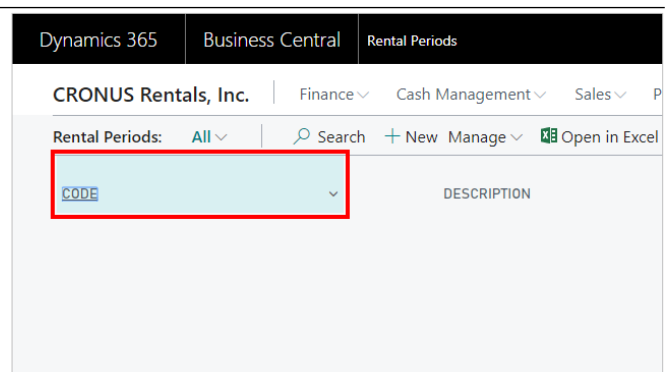 Dynamics 365 Business Central Rental Periods
CRONUS Rentals, Inc. Finance Cash Management Sales P
Rental Periods: All Search + New Manage Open in Excel
CODE DESCRIPTION